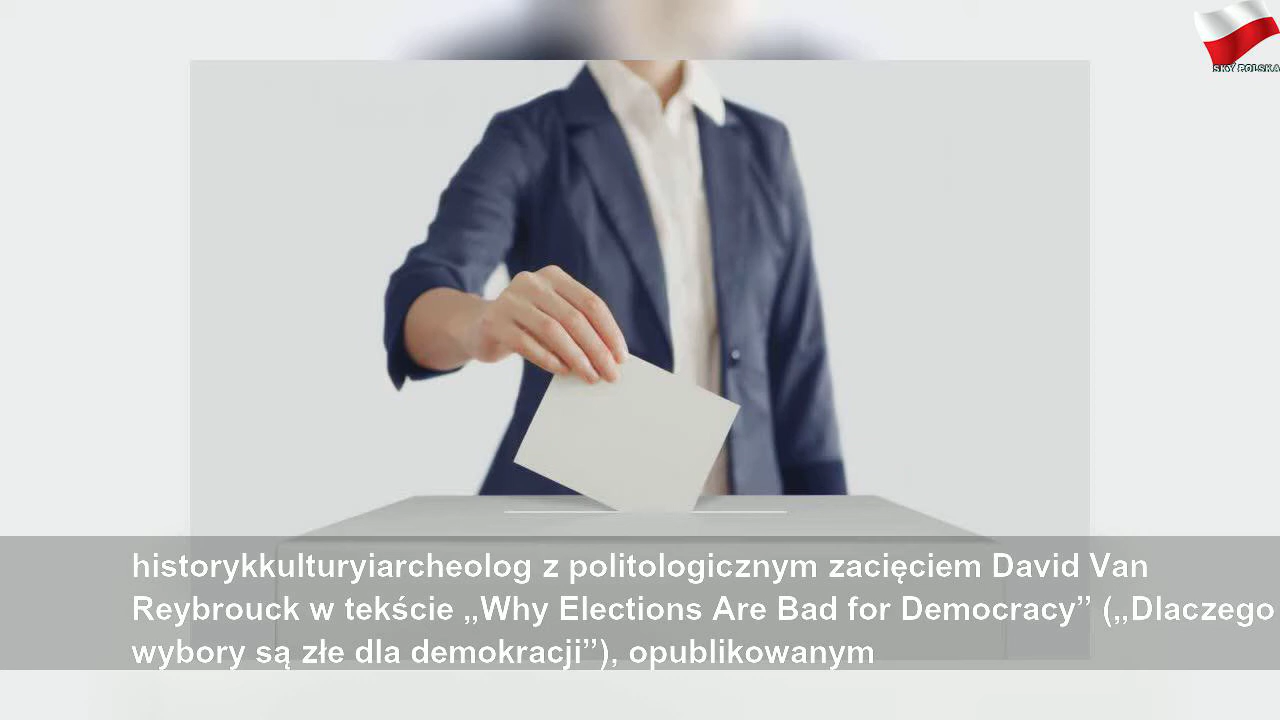 SKY POLSKA
historykkulturyiarcheolog z politologicznym zacięciem David Van
Reybrouck w tekście „Why Elections Are Bad for Democracy” („Dlaczego
wybory są złe dla demokracji”), opublikowanym